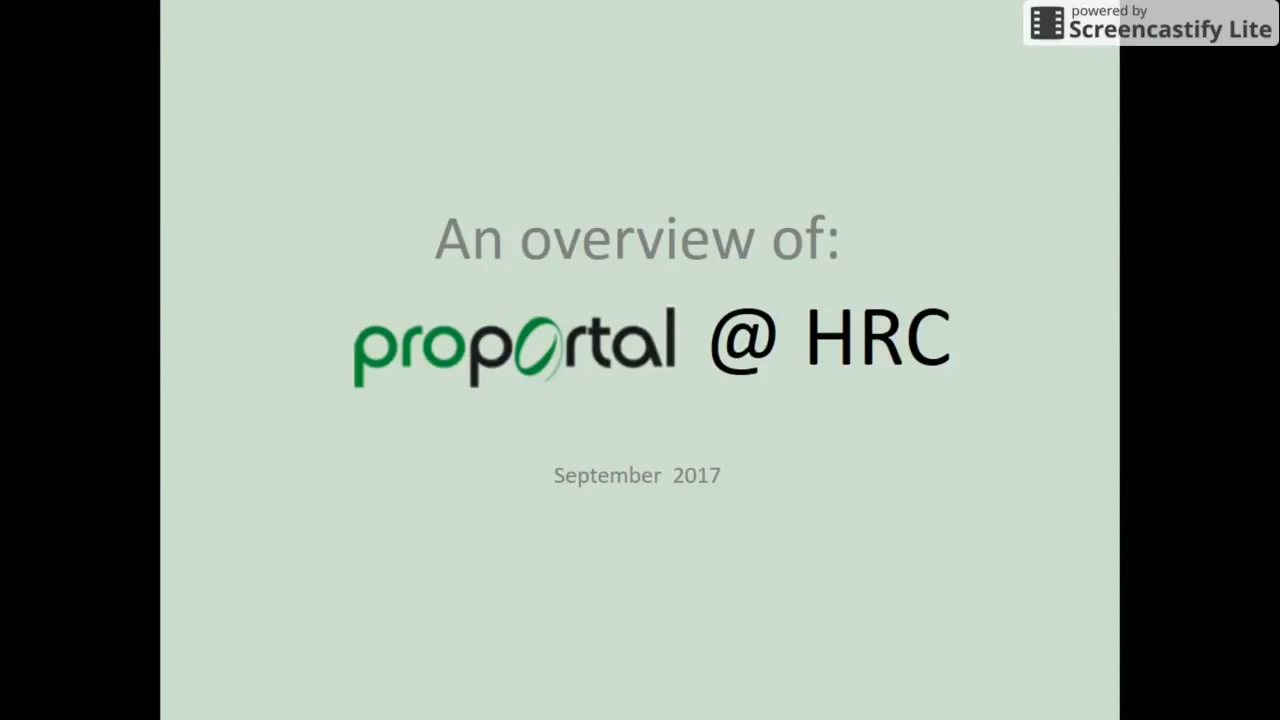 powered by
Screencastify Lite
An overview of:
proportal @ HRC
September 2017